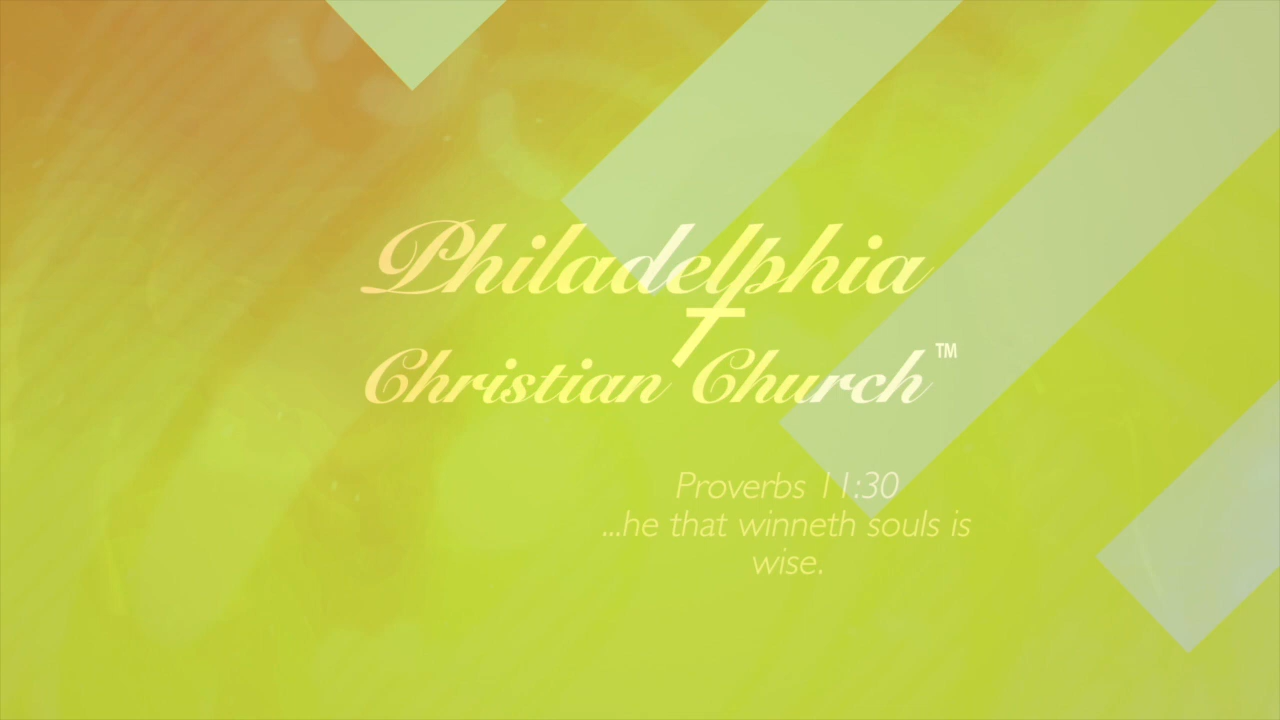 Philadelphia
Christian Church™
Proverbs 11:30
...he that winneth souls is
wise.